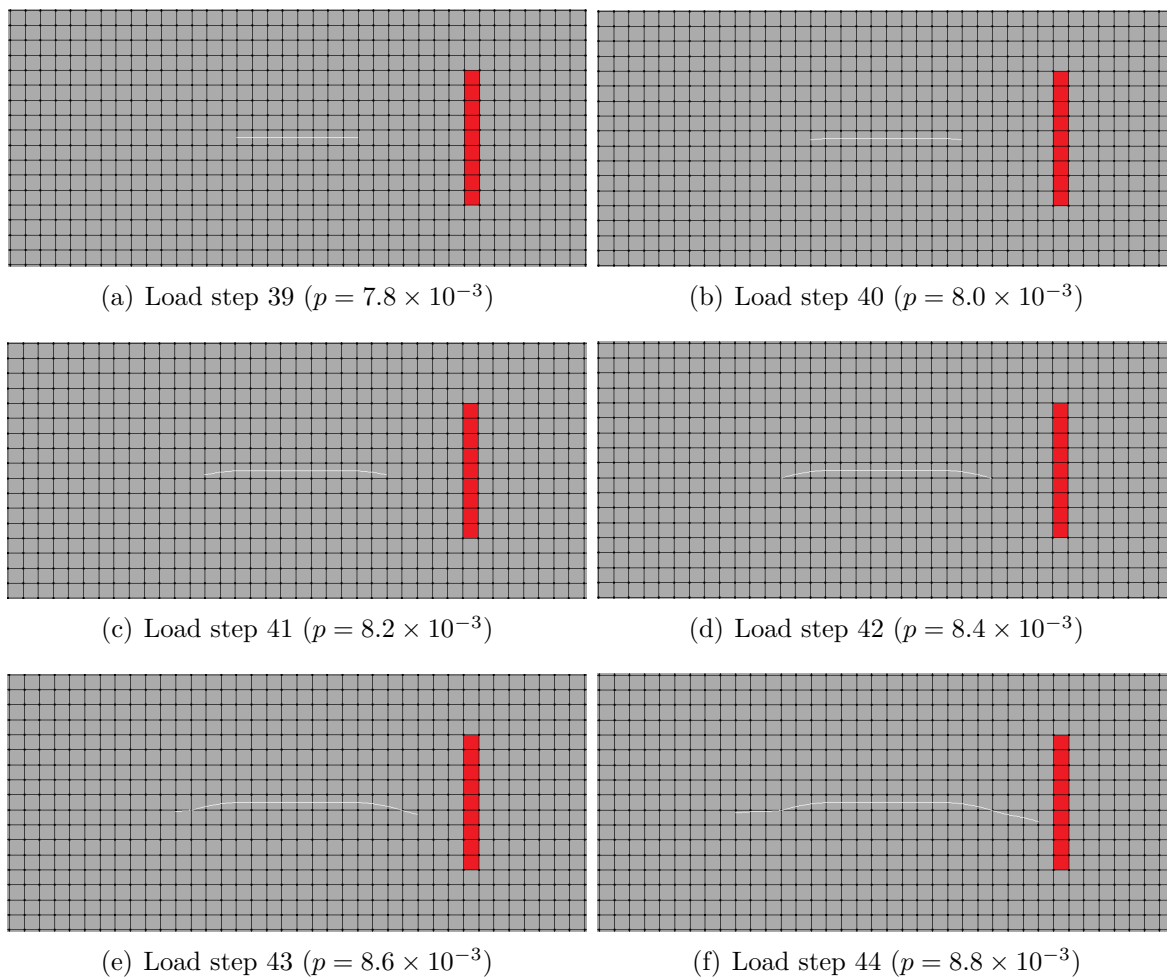 (a) Load step 39 (p = 7.8 × 10⁻³)
(b) Load step 40 (p = 8.0 × 10⁻³)
(c) Load step 41 (p = 8.2 × 10⁻³)
(d) Load step 42 (p = 8.4 × 10⁻³)
(e) Load step 43 (p = 8.6 × 10⁻³)
(f) Load step 44 (p = 8.8 × 10⁻³)